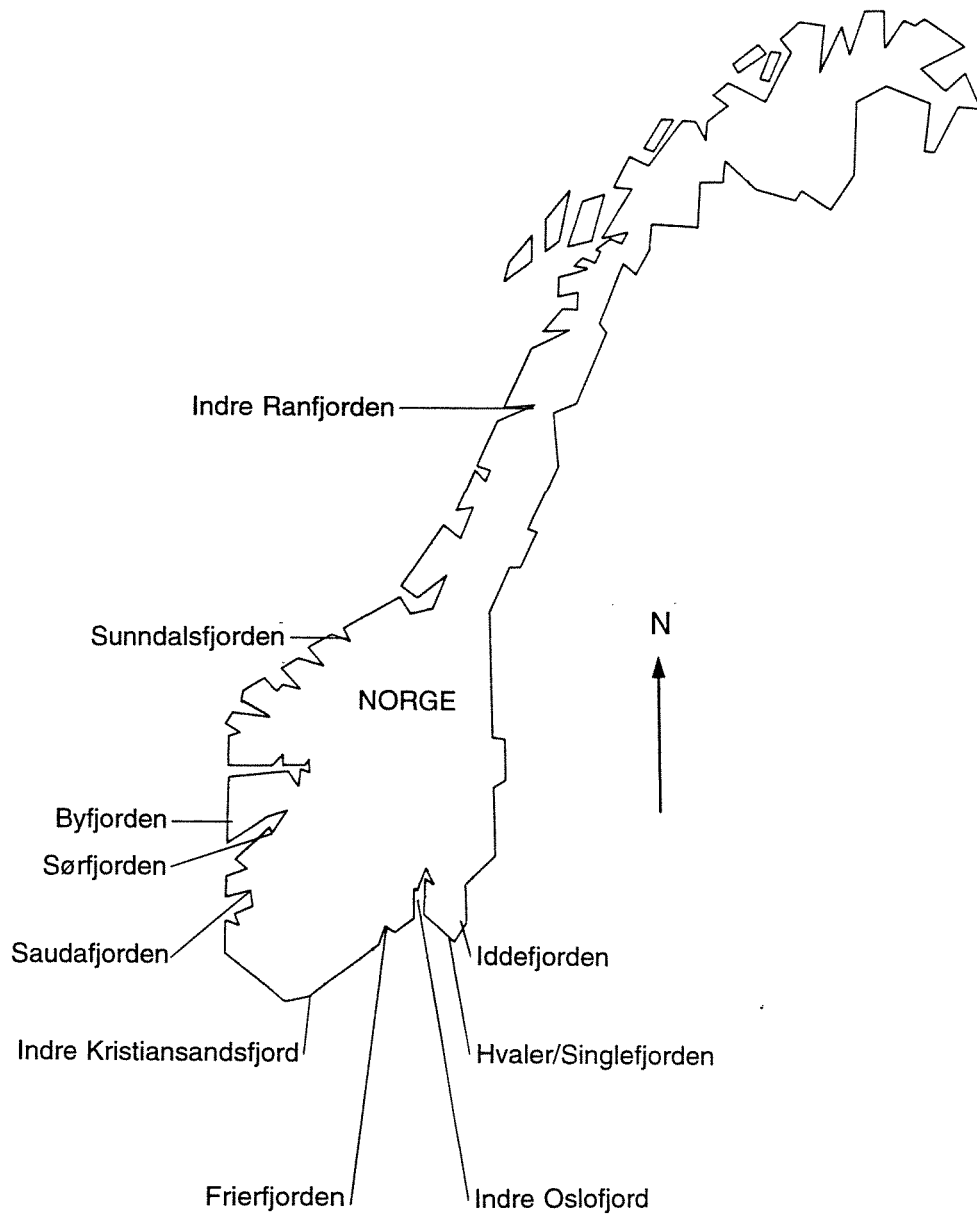 Indre Ranfjorden
N
Sunndalsfjorden
NORGE
Byfjorden
Sørfjorden
Saudafjorden
Iddefjorden
Indre Kristiansandsfjord
Hvaler/Singlefjorden
Frierfjorden
Indre Oslofjord